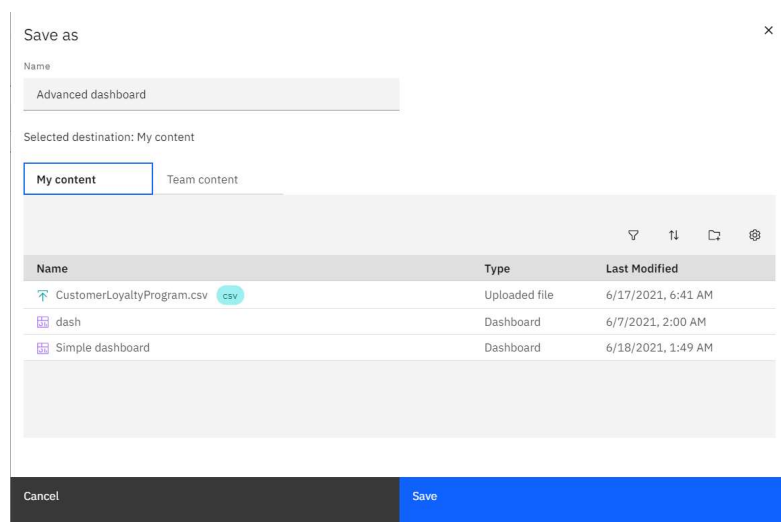 Save as
Name
Advanced dashboard
Selected destination: My content
My content Team content
Name Type Last Modified
CustomerLoyaltyProgram.csv csv Uploaded file 6/17/2021, 6:41 AM
dash Dashboard 6/7/2021, 2:00 AM
Simple dashboard Dashboard 6/18/2021, 1:49 AM
Cancel Save